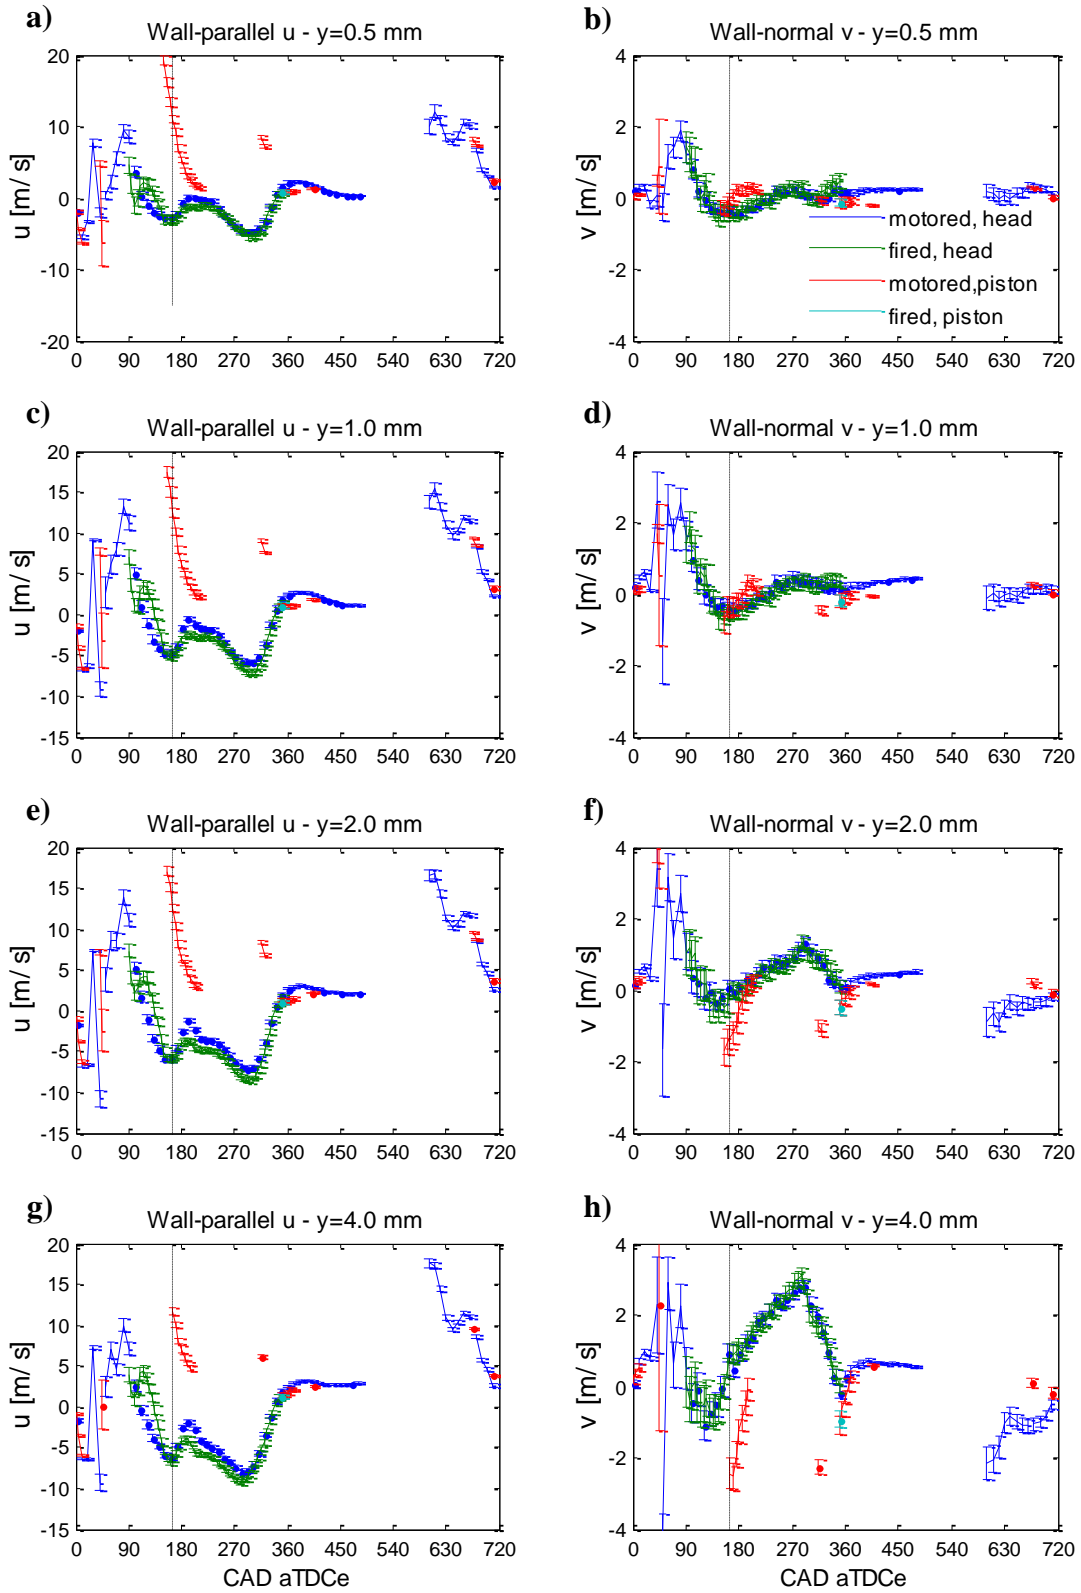 a)
Wall-parallel u - y=0.5 mm
20
10
0
-10
-20
u [m/s]
0 90 180 270 360 450 540 630 720
b)
Wall-normal v - y=0.5 mm
4
2
0
-2
-4
v [m/s]
motored, head
fired, head
motored,piston
fired, piston
0 90 180 270 360 450 540 630 720
c)
Wall-parallel u - y=1.0 mm
20
15
10
5
0
-5
-10
-15
u [m/s]
0 90 180 270 360 450 540 630 720
d)
Wall-normal v - y=1.0 mm
4
2
0
-2
-4
v [m/s]
0 90 180 270 360 450 540 630 720
e)
Wall-parallel u - y=2.0 mm
20
15
10
5
0
-5
-10
-15
u [m/s]
0 90 180 270 360 450 540 630 720
f)
Wall-normal v - y=2.0 mm
4
2
0
-2
-4
v [m/s]
0 90 180 270 360 450 540 630 720
g)
Wall-parallel u - y=4.0 mm
20
15
10
5
0
-5
-10
-15
u [m/s]
0 90 180 270 360 450 540 630 720
CAD aTDCe
h)
Wall-normal v - y=4.0 mm
4
2
0
-2
-4
v [m/s]
0 90 180 270 360 450 540 630 720
CAD aTDCe